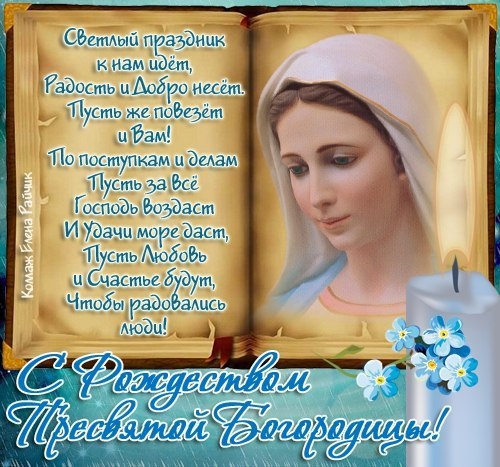 Светлый праздник
к нам идёт,
Радость и Добро несёт.
Пусть же повезёт
и Вам!
По поступкам и делам
Пусть за всё
Господь воздаст
И Удачи море даст,
Пусть Любовь
и Счастье будут,
Чтобы радовались
люди!
Коллаж Елена Райчик
С Рождеством
Пресвятой Богородицы!